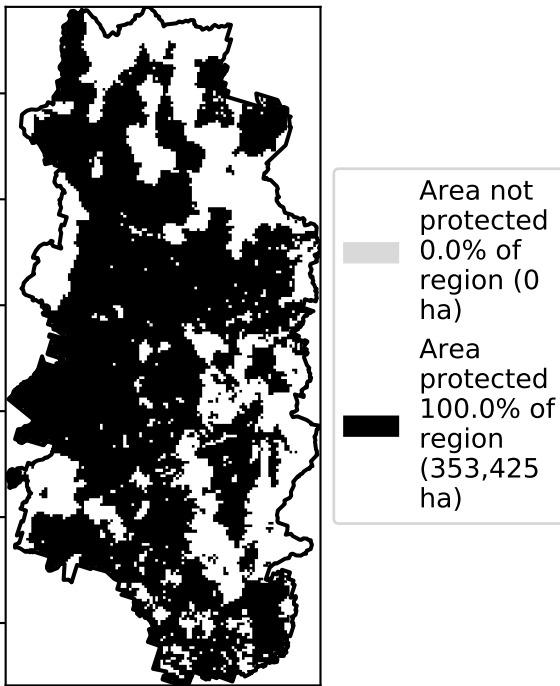 Area not
protected
0.0% of
region (0
ha)
Area
protected
100.0% of
region
(353,425
ha)